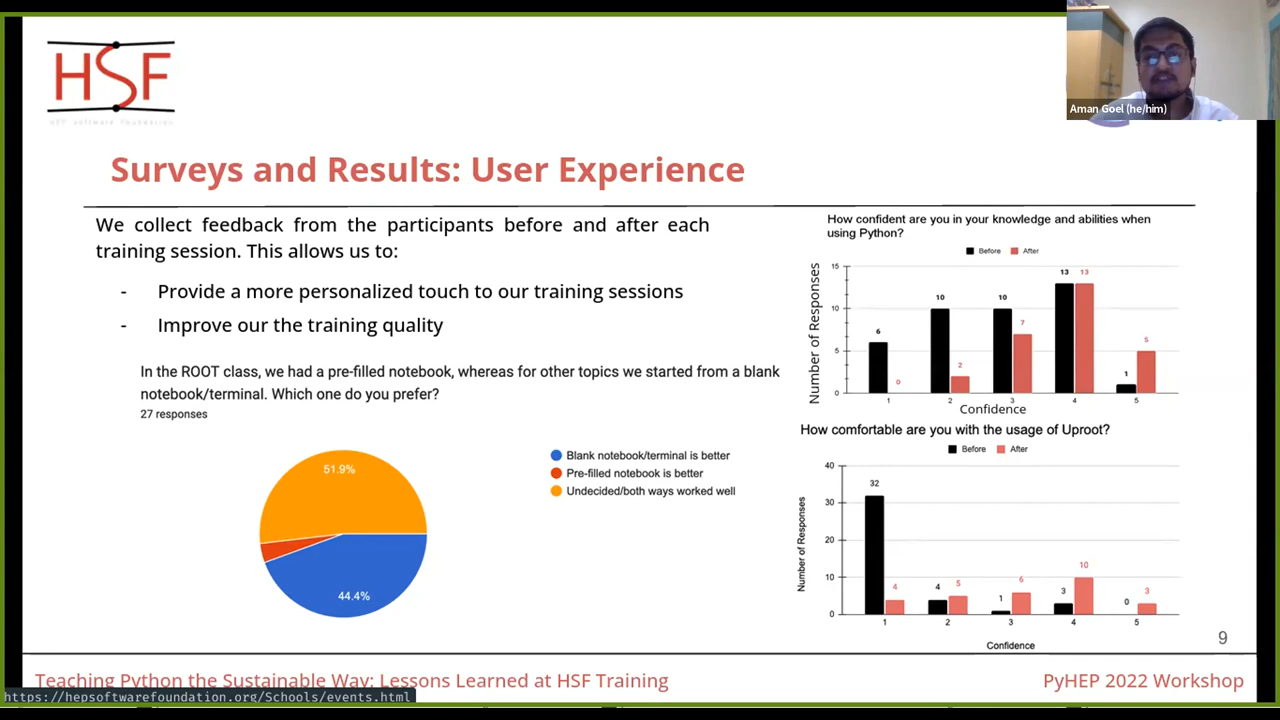 HSF
HEP software foundation
Aman Goel (he/him)
Surveys and Results: User Experience
We collect feedback from the participants before and after each
training session. This allows us to:
- Provide a more personalized touch to our training sessions
- Improve our the training quality
In the ROOT class, we had a pre-filled notebook, whereas for other topics we started from a blank
notebook/terminal. Which one do you prefer?
27 responses
51.9%
44.4%
Blank notebook/terminal is better
Pre-filled notebook is better
Undecided/both ways worked well
How confident are you in your knowledge and abilities when
using Python?
Before After
Number of Responses
15
10
5
0
6 0 10 2 10 7 13 13 1 5
1 2 3 4 5
Confidence
How comfortable are you with the usage of Uproot?
Before After
Number of Responses
40
30
20
10
0
32 4 4 5 1 6 3 10 0 3
1 2 3 4 5
Confidence
9
Teaching Python the Sustainable Way: Lessons Learned at HSF Training
PyHEP 2022 Workshop
https://hepsoftwarefoundation.org/Schools/events.html